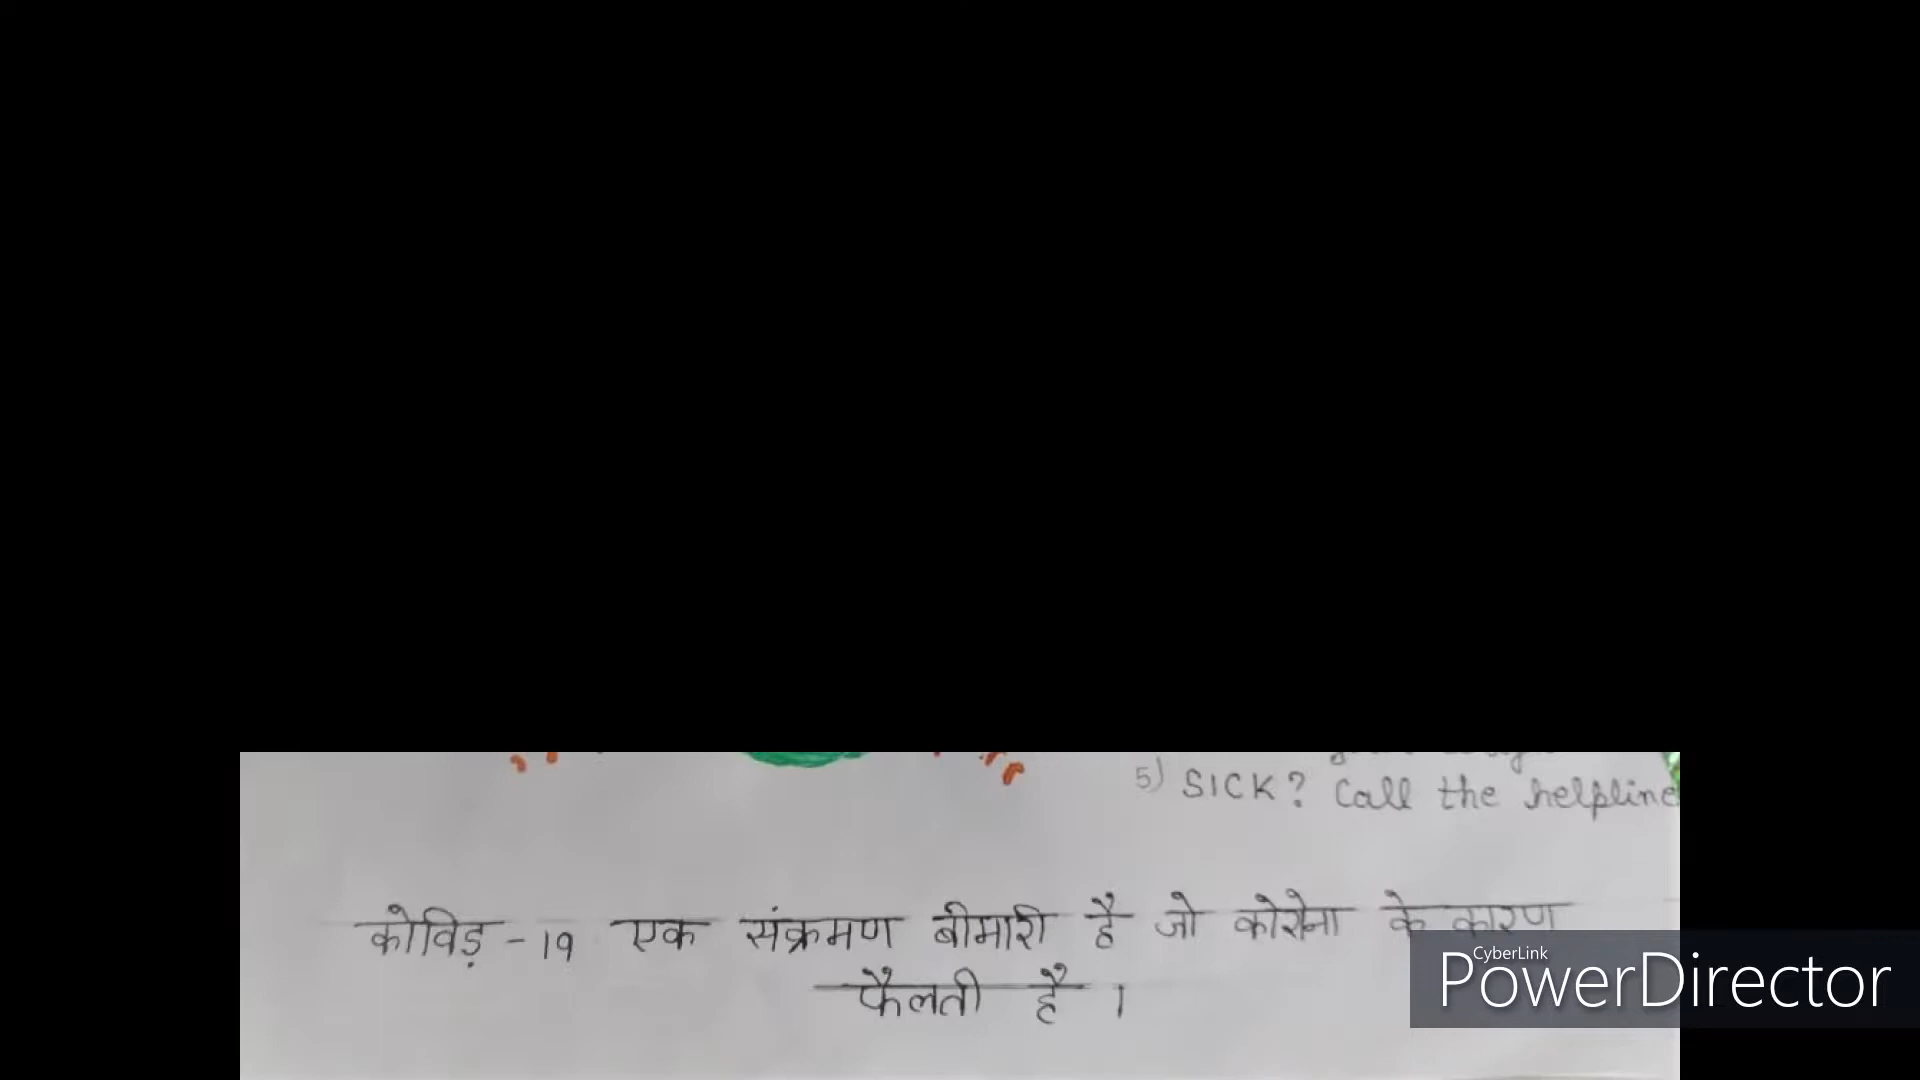 5) SICK? Call the helpline
कोविड़ -19 एक संक्रमण बीमारी है जो कोरोना के कारण
फैलती है ।
CyberLink
PowerDirector